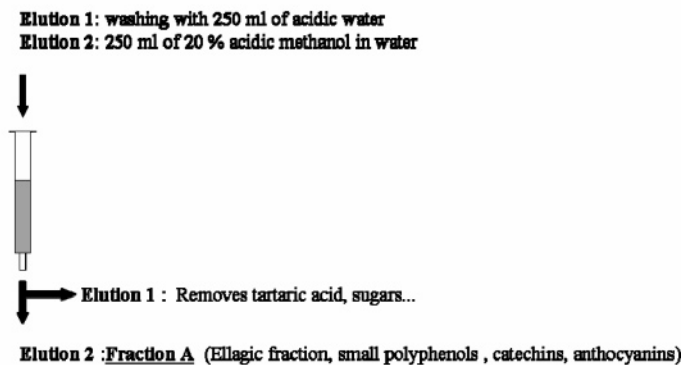 Elution 1: washing with 250 ml of acidic water
Elution 2: 250 ml of 20 % acidic methanol in water
Elution 1 : Removes tartaric acid, sugars...
Elution 2 :Fraction A (Ellagic fraction, small polyphenols , catechins, anthocyanins)